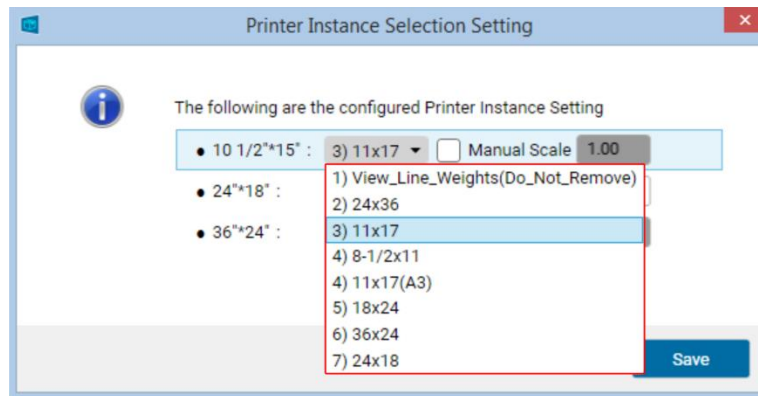 Printer Instance Selection Setting
The following are the configured Printer Instance Setting
● 10 1/2"*15" : 3) 11x17 Manual Scale 1.00
1) View_Line_Weights(Do_Not_Remove)
● 24"*18" :
2) 24x36
● 36"*24" :
3) 11x17
4) 8-1/2x11
4) 11x17(A3)
5) 18x24
6) 36x24
7) 24x18
Save